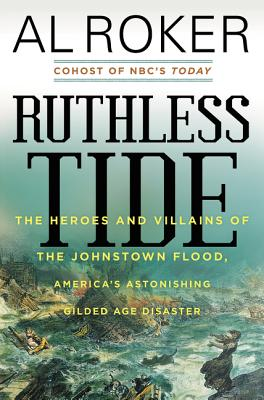 AL ROKER
COHOST OF NBC'S TODAY
RUTHLESS
TIDE
THE HEROES AND VILLAINS OF
THE JOHNSTOWN FLOOD,
AMERICA'S ASTONISHING
GILDED AGE DISASTER